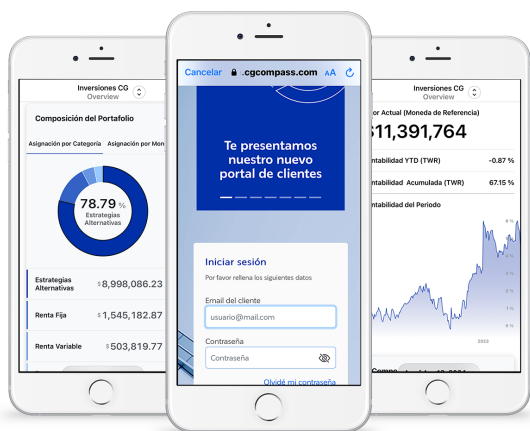 Inversiones CG
Overview
Composición del Portafolio
Asignación por Categoría Asignación por Mon
78.79 %
Estrategias
Alternativas
Estrategias
Alternativas
$8,998,086.23
Renta Fija
$1,545,182.87
Renta Variable
$503,819.77
Cancelar .cgcompass.com AA
Te presentamos
nuestro nuevo
portal de clientes
Iniciar sesión
Por favor rellena los siguientes datos
Email del cliente
usuario@mail.com
Contraseña
Contraseña
Olvidé mi contraseña
Inversiones CG
Overview
or Actual (Moneda de Referencia)
$11,391,764
ntabilidad YTD (TWR) -0.87 %
ntabilidad Acumulada (TWR) 67.15 %
ntabilidad del Periodo
2023